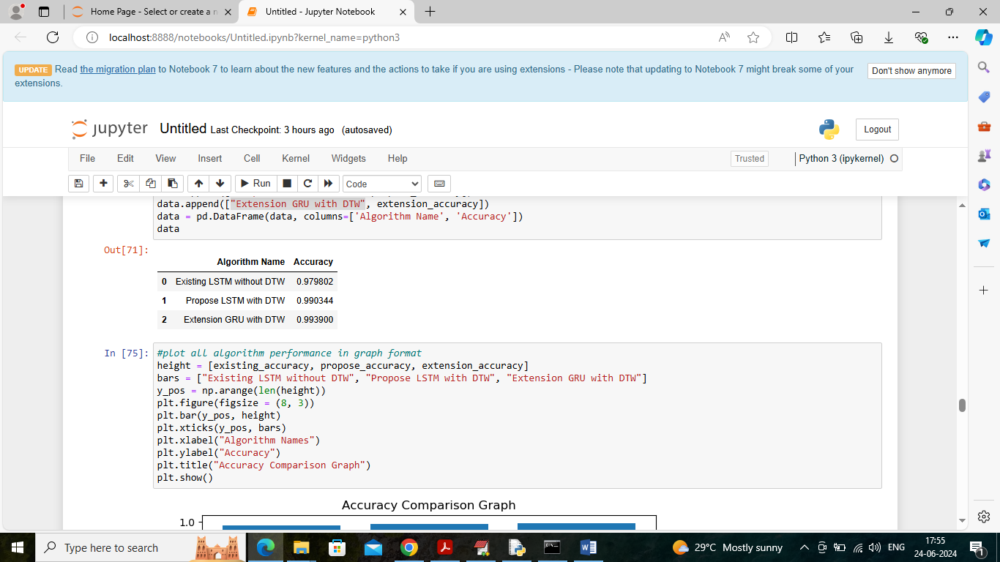 Home Page - Select or create a n
Untitled - Jupyter Notebook
localhost:8888/notebooks/Untitled.ipynb?kernel_name=python3
UPDATE Read the migration plan to Notebook 7 to learn about the new features and the actions to take if you are using extensions - Please note that updating to Notebook 7 might break some of your
extensions.
Don't show anymore
jupyter Untitled Last Checkpoint: 3 hours ago (autosaved)
Logout
File Edit View Insert Cell Kernel Widgets Help
Trusted
Python 3 (ipykernel)
Run
Code
data.append(["Extension GRU with DTW", extension_accuracy])
data = pd.DataFrame(data, columns=['Algorithm Name', 'Accuracy'])
data
Out[71]:
Algorithm Name Accuracy
0 Existing LSTM without DTW 0.979802
1 Propose LSTM with DTW 0.990344
2 Extension GRU with DTW 0.993900
In [75]: #plot all algorithm performance in graph format
height = [existing_accuracy, propose_accuracy, extension_accuracy]
bars = ["Existing LSTM without DTW", "Propose LSTM with DTW", "Extension GRU with DTW"]
y_pos = np.arange(len(height))
plt.figure(figsize = (8, 3))
plt.bar(y_pos, height)
plt.xticks(y_pos, bars)
plt.xlabel("Algorithm Names")
plt.ylabel("Accuracy")
plt.title("Accuracy Comparison Graph")
plt.show()
Accuracy Comparison Graph
1.0
Type here to search
29°C Mostly sunny
ENG
17:55
24-06-2024
1